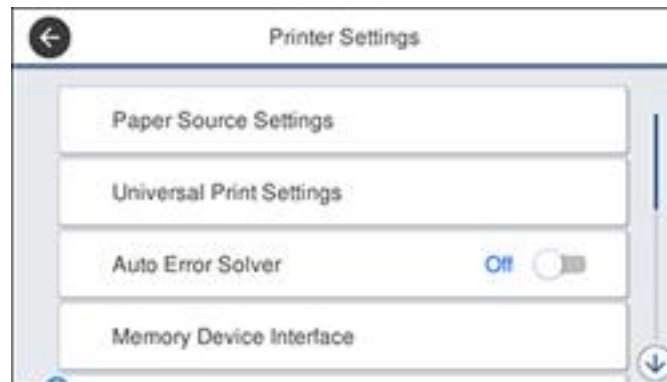 Printer Settings
Paper Source Settings
Universal Print Settings
Auto Error Solver Off
Memory Device Interface